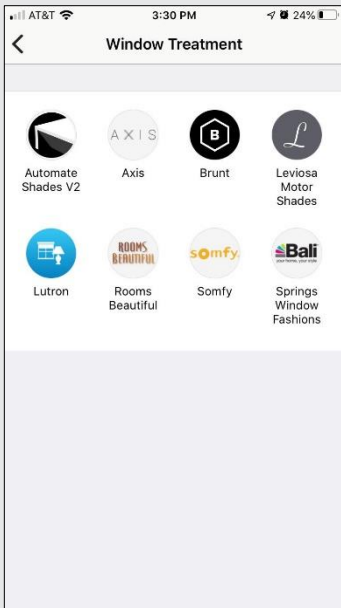 AT&T 3:30 PM 24%
Window Treatment
AXIS B L
Automate Axis Brunt Leviosa
Shades V2 Motor
Shades
ROOMS somfy. Bali
BEAUTIFUL
Lutron Rooms Somfy Springs
Beautiful Window
Fashions